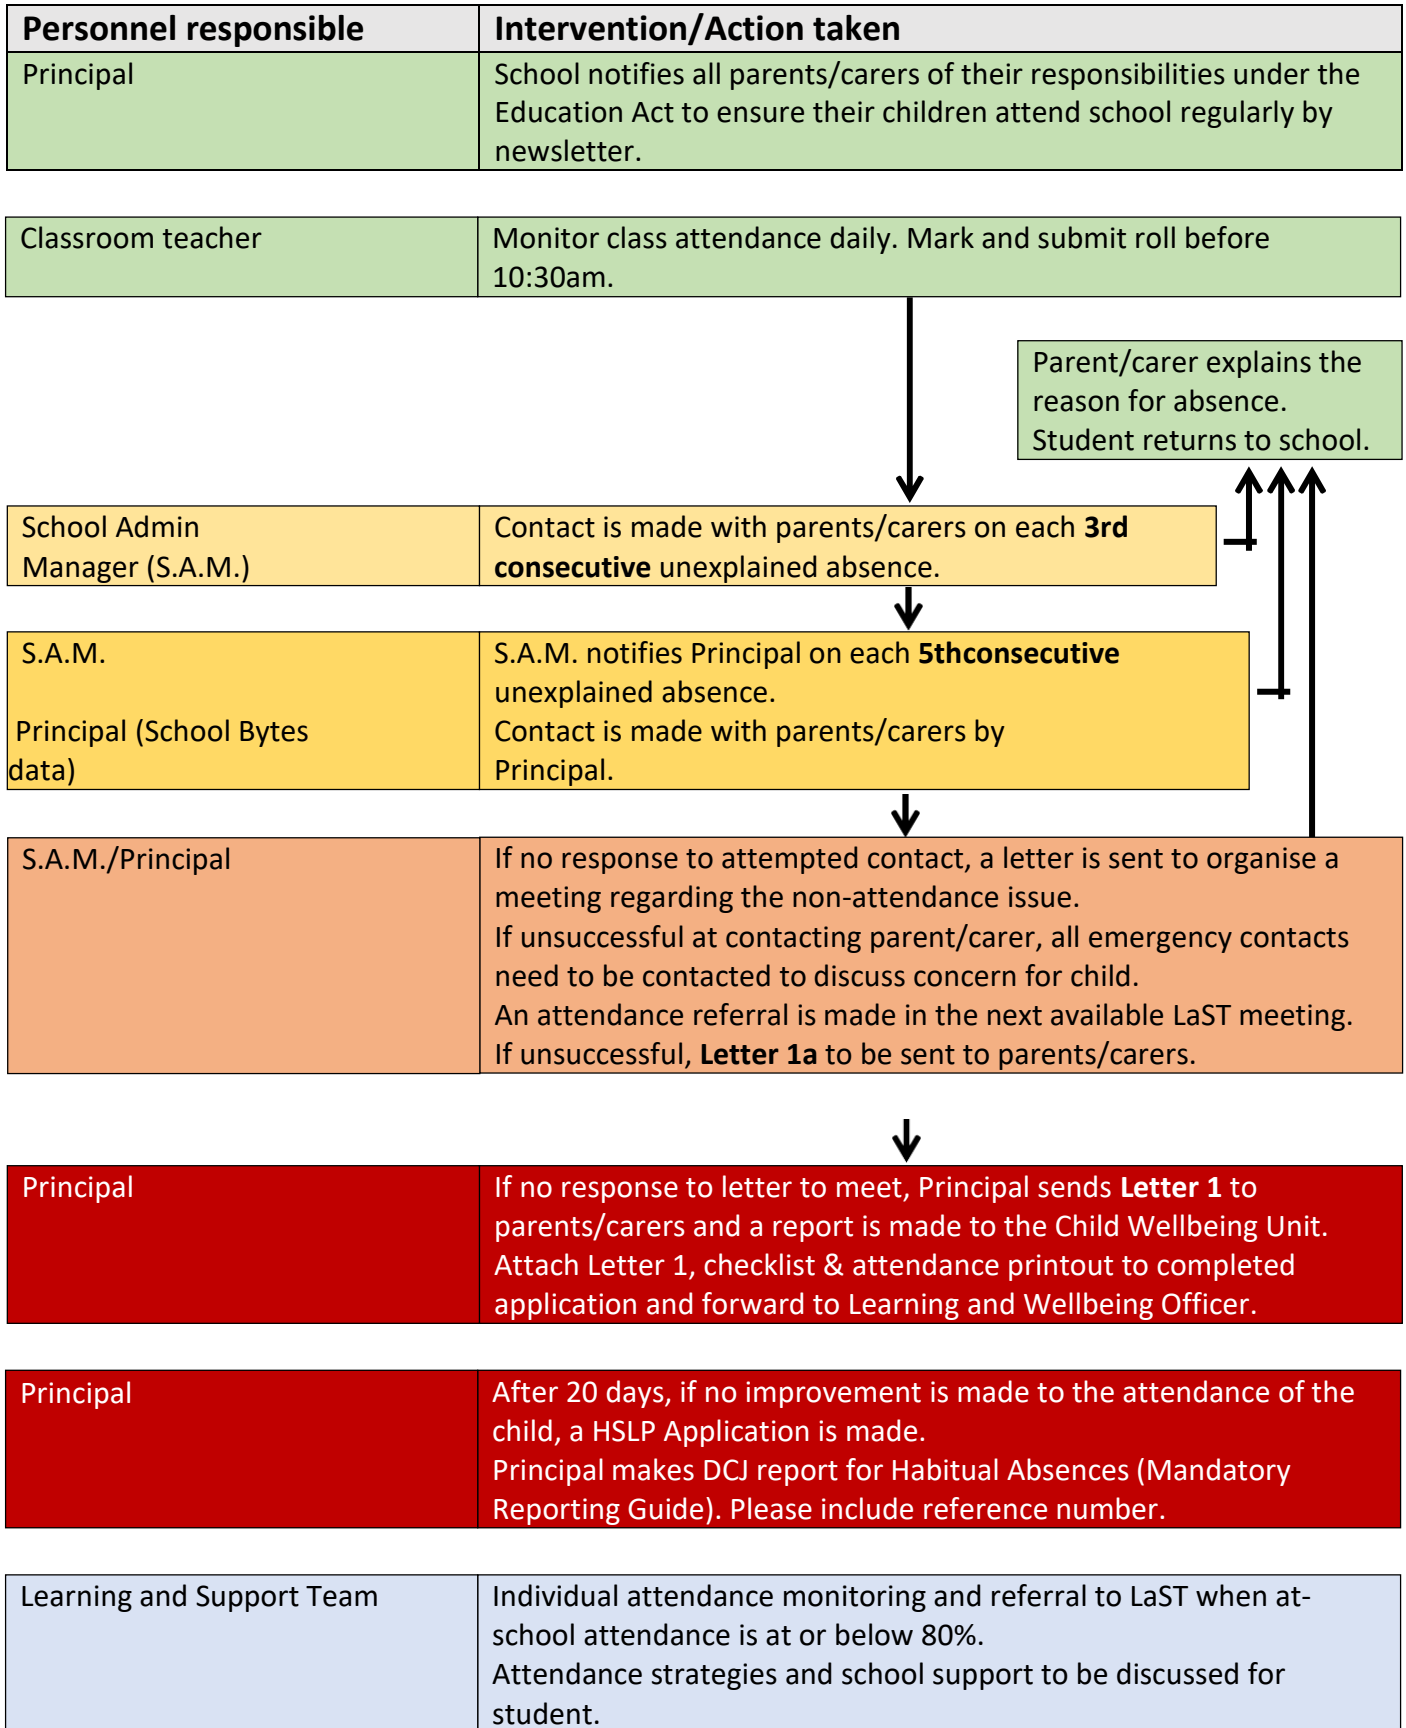 Personnel responsible
Intervention/Action taken
Principal
School notifies all parents/carers of their responsibilities under the
Education Act to ensure their children attend school regularly by
newsletter.
Classroom teacher
Monitor class attendance daily. Mark and submit roll before
10:30am.
Parent/carer explains the
reason for absence.
Student returns to school.
School Admin
Manager (S.A.M.)
Contact is made with parents/carers on each 3rd
consecutive unexplained absence.
S.A.M.
Principal (School Bytes
data)
S.A.M. notifies Principal on each 5thconsecutive
unexplained absence.
Contact is made with parents/carers by
Principal.
S.A.M./Principal
If no response to attempted contact, a letter is sent to organise a
meeting regarding the non-attendance issue.
If unsuccessful at contacting parent/carer, all emergency contacts
need to be contacted to discuss concern for child.
An attendance referral is made in the next available LaST meeting.
If unsuccessful, Letter 1a to be sent to parents/carers.
Principal
If no response to letter to meet, Principal sends Letter 1 to
parents/carers and a report is made to the Child Wellbeing Unit.
Attach Letter 1, checklist & attendance printout to completed
application and forward to Learning and Wellbeing Officer.
Principal
After 20 days, if no improvement is made to the attendance of the
child, a HSLP Application is made.
Principal makes DCJ report for Habitual Absences (Mandatory
Reporting Guide). Please include reference number.
Learning and Support Team
Individual attendance monitoring and referral to LaST when at-
school attendance is at or below 80%.
Attendance strategies and school support to be discussed for
student.